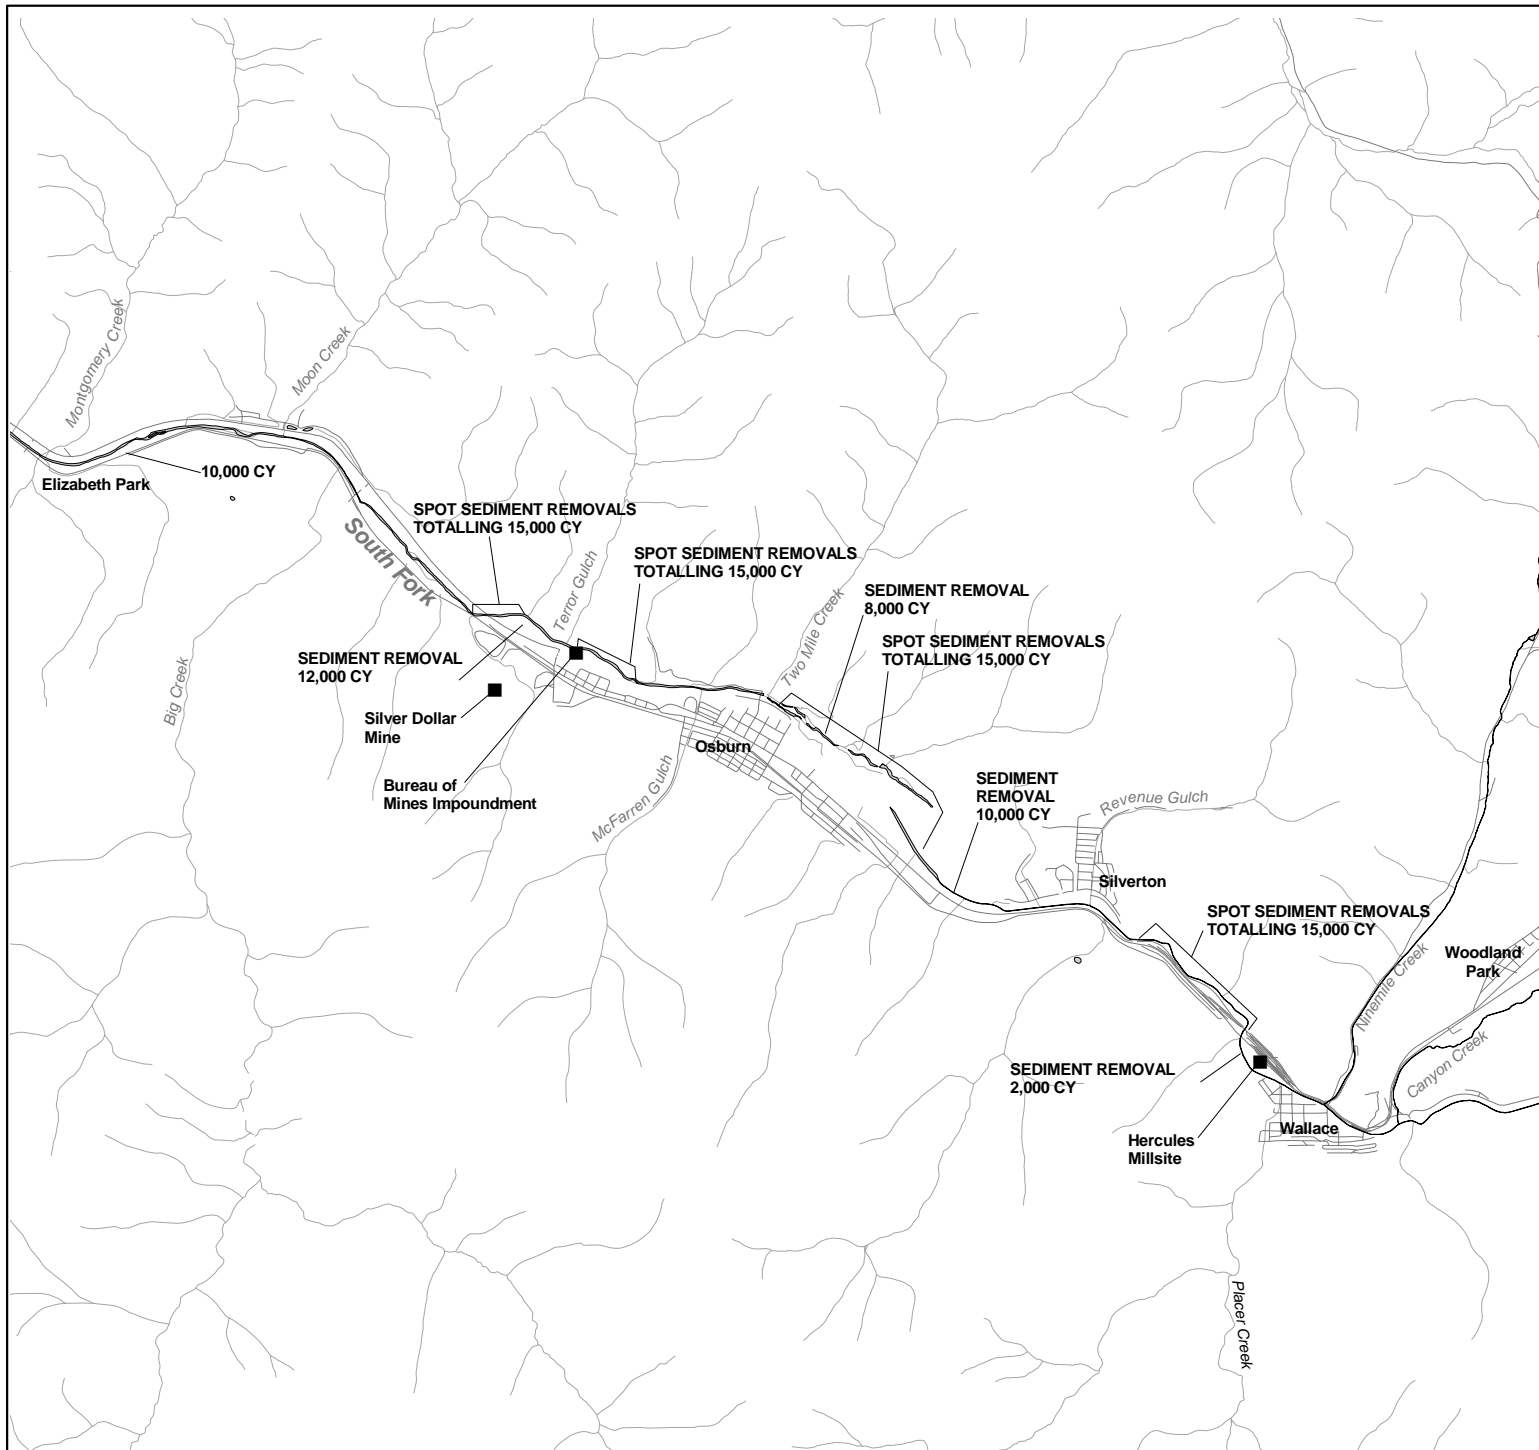 Montgomery Creek
Moon Creek
10,000 CY
Elizabeth Park
SPOT SEDIMENT REMOVALS
TOTALLING 15,000 CY
South Fork
Terror Gulch
SPOT SEDIMENT REMOVALS
TOTALLING 15,000 CY
SEDIMENT REMOVAL
8,000 CY
Two Mile Creek
SPOT SEDIMENT REMOVALS
TOTALLING 15,000 CY
SEDIMENT REMOVAL
12,000 CY
Big Creek
Silver Dollar
Mine
Osburn
Bureau of
Mines Impoundment
McFarren Gulch
SEDIMENT
REMOVAL
10,000 CY
Revenue Gulch
Silverton
SPOT SEDIMENT REMOVALS
TOTALLING 15,000 CY
Woodland
Park
Ninemile Creek
Canyon Creek
SEDIMENT REMOVAL
2,000 CY
Wallace
Hercules
Millsite
Placer Creek